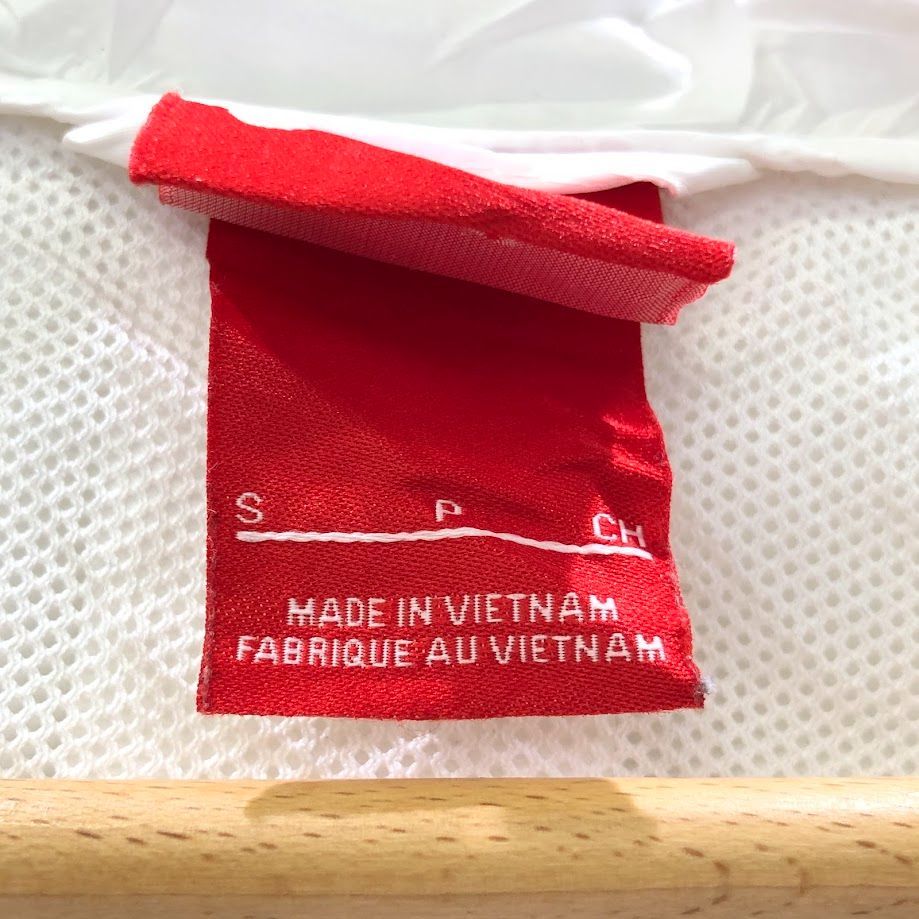 S P CH
MADE IN VIETNAM
FABRIQUE AU VIETNAM